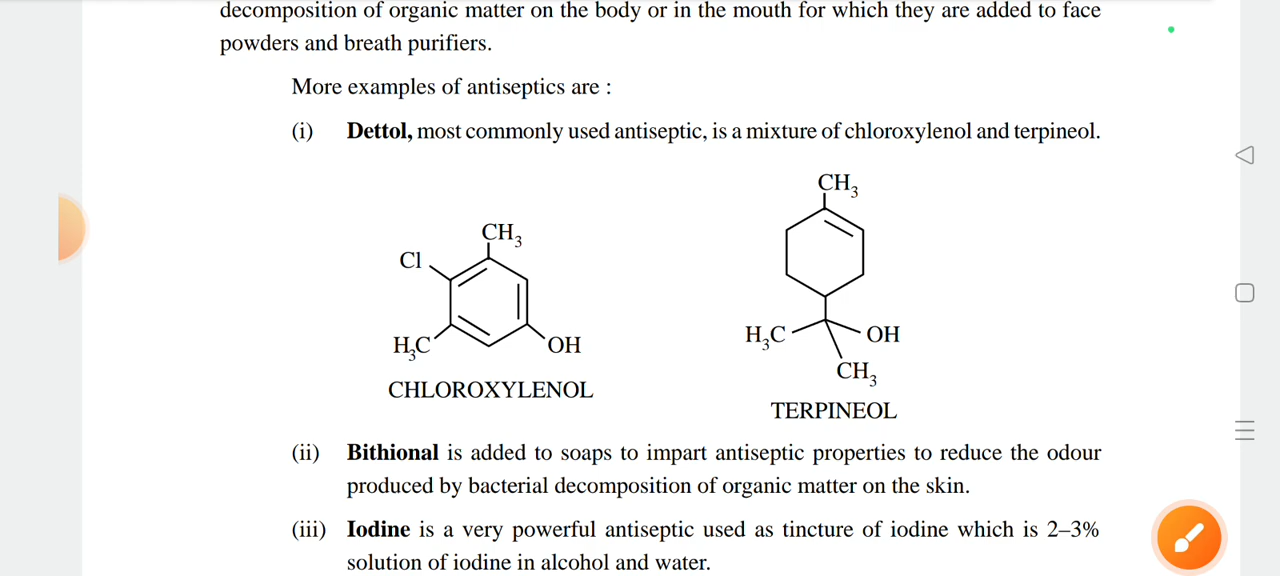 decomposition of organic matter on the body or in the mouth for which they are added to face
powders and breath purifiers.
More examples of antiseptics are :
(i) Dettol, most commonly used antiseptic, is a mixture of chloroxylenol and terpineol.
CH3
CH3
Cl
H3C
OH
H3C
OH
CH3
CHLOROXYLENOL
TERPINEOL
(ii) Bithional is added to soaps to impart antiseptic properties to reduce the odour
produced by bacterial decomposition of organic matter on the skin.
(iii) Iodine is a very powerful antiseptic used as tincture of iodine which is 2–3%
solution of iodine in alcohol and water.